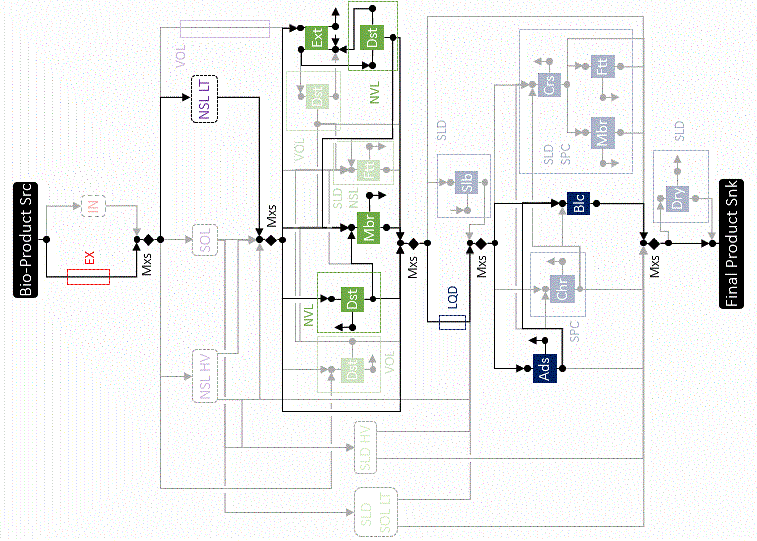 Bio-Product Src
IN
EX
Mxs
VOL
NSL LT
SOL
NSL HV
Mxs
Ext
Dst
NVL
Dst
VOL
Ftt
SLD
NSL
Mbr
Dst
NVL
Dst
VOL
SLD HV
SLD
SOL LT
Mxs
LQD
SLD
Slb
Mxs
Crs
Ftt
Mbr
SLD
SPC
Blc
Chr
SPC
Ads
Mxs
SLD
Dry
Final Product Snk